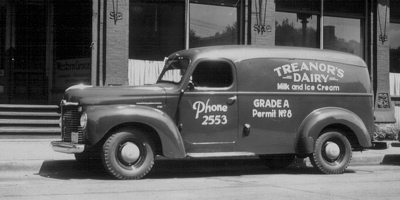 TREANOR'S
DAIRY
Milk and Ice Cream
Phone
2553
GRADE A
Permit No 8